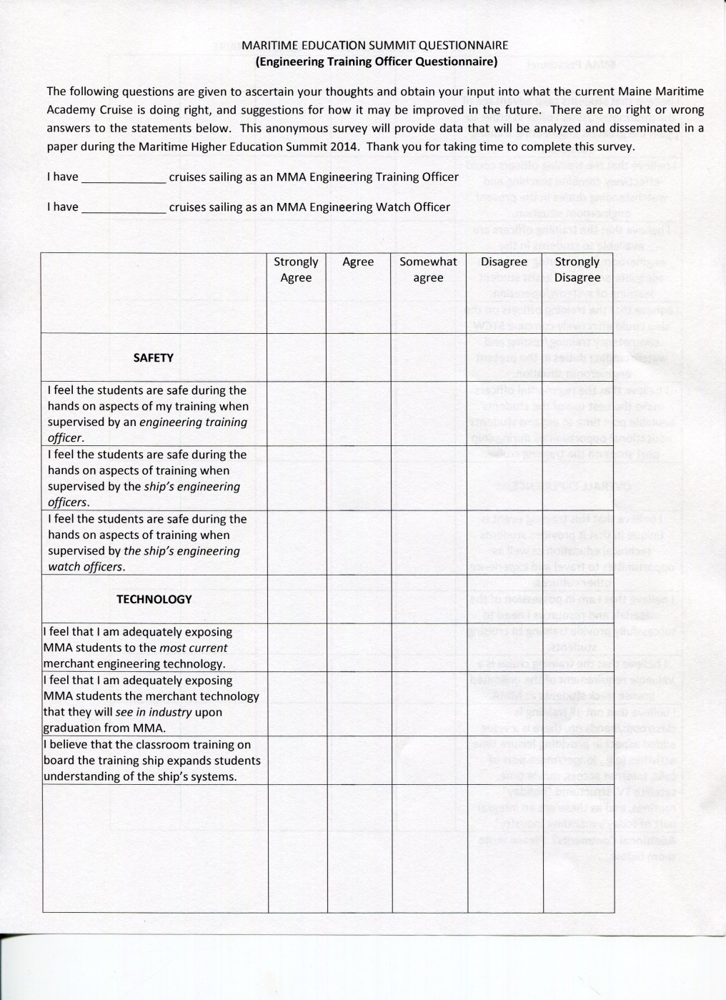 MARITIME EDUCATION SUMMIT QUESTIONNAIRE
(Engineering Training Officer Questionnaire)
The following questions are given to ascertain your thoughts and obtain your input into what the current Maine Maritime
Academy Cruise is doing right, and suggestions for how it may be improved in the future. There are no right or wrong
answers to the statements below. This anonymous survey will provide data that will be analyzed and disseminated in a
paper during the Maritime Higher Education Summit 2014. Thank you for taking time to complete this survey.
I have _____________ cruises sailing as an MMA Engineering Training Officer
I have _____________ cruises sailing as an MMA Engineering Watch Officer
Strongly Agree Somewhat Disagree Strongly
Agree agree Disagree
SAFETY
I feel the students are safe during the
hands on aspects of my training when
supervised by an engineering training
officer.
I feel the students are safe during the
hands on aspects of training when
supervised by the ship's engineering
officers.
I feel the students are safe during the
hands on aspects of training when
supervised by the ship's engineering
watch officers.
TECHNOLOGY
I feel that I am adequately exposing
MMA students to the most current
merchant engineering technology.
I feel that I am adequately exposing
MMA students the merchant technology
that they will see in industry upon
graduation from MMA.
I believe that the classroom training on
board the training ship expands students
understanding of the ship's systems.